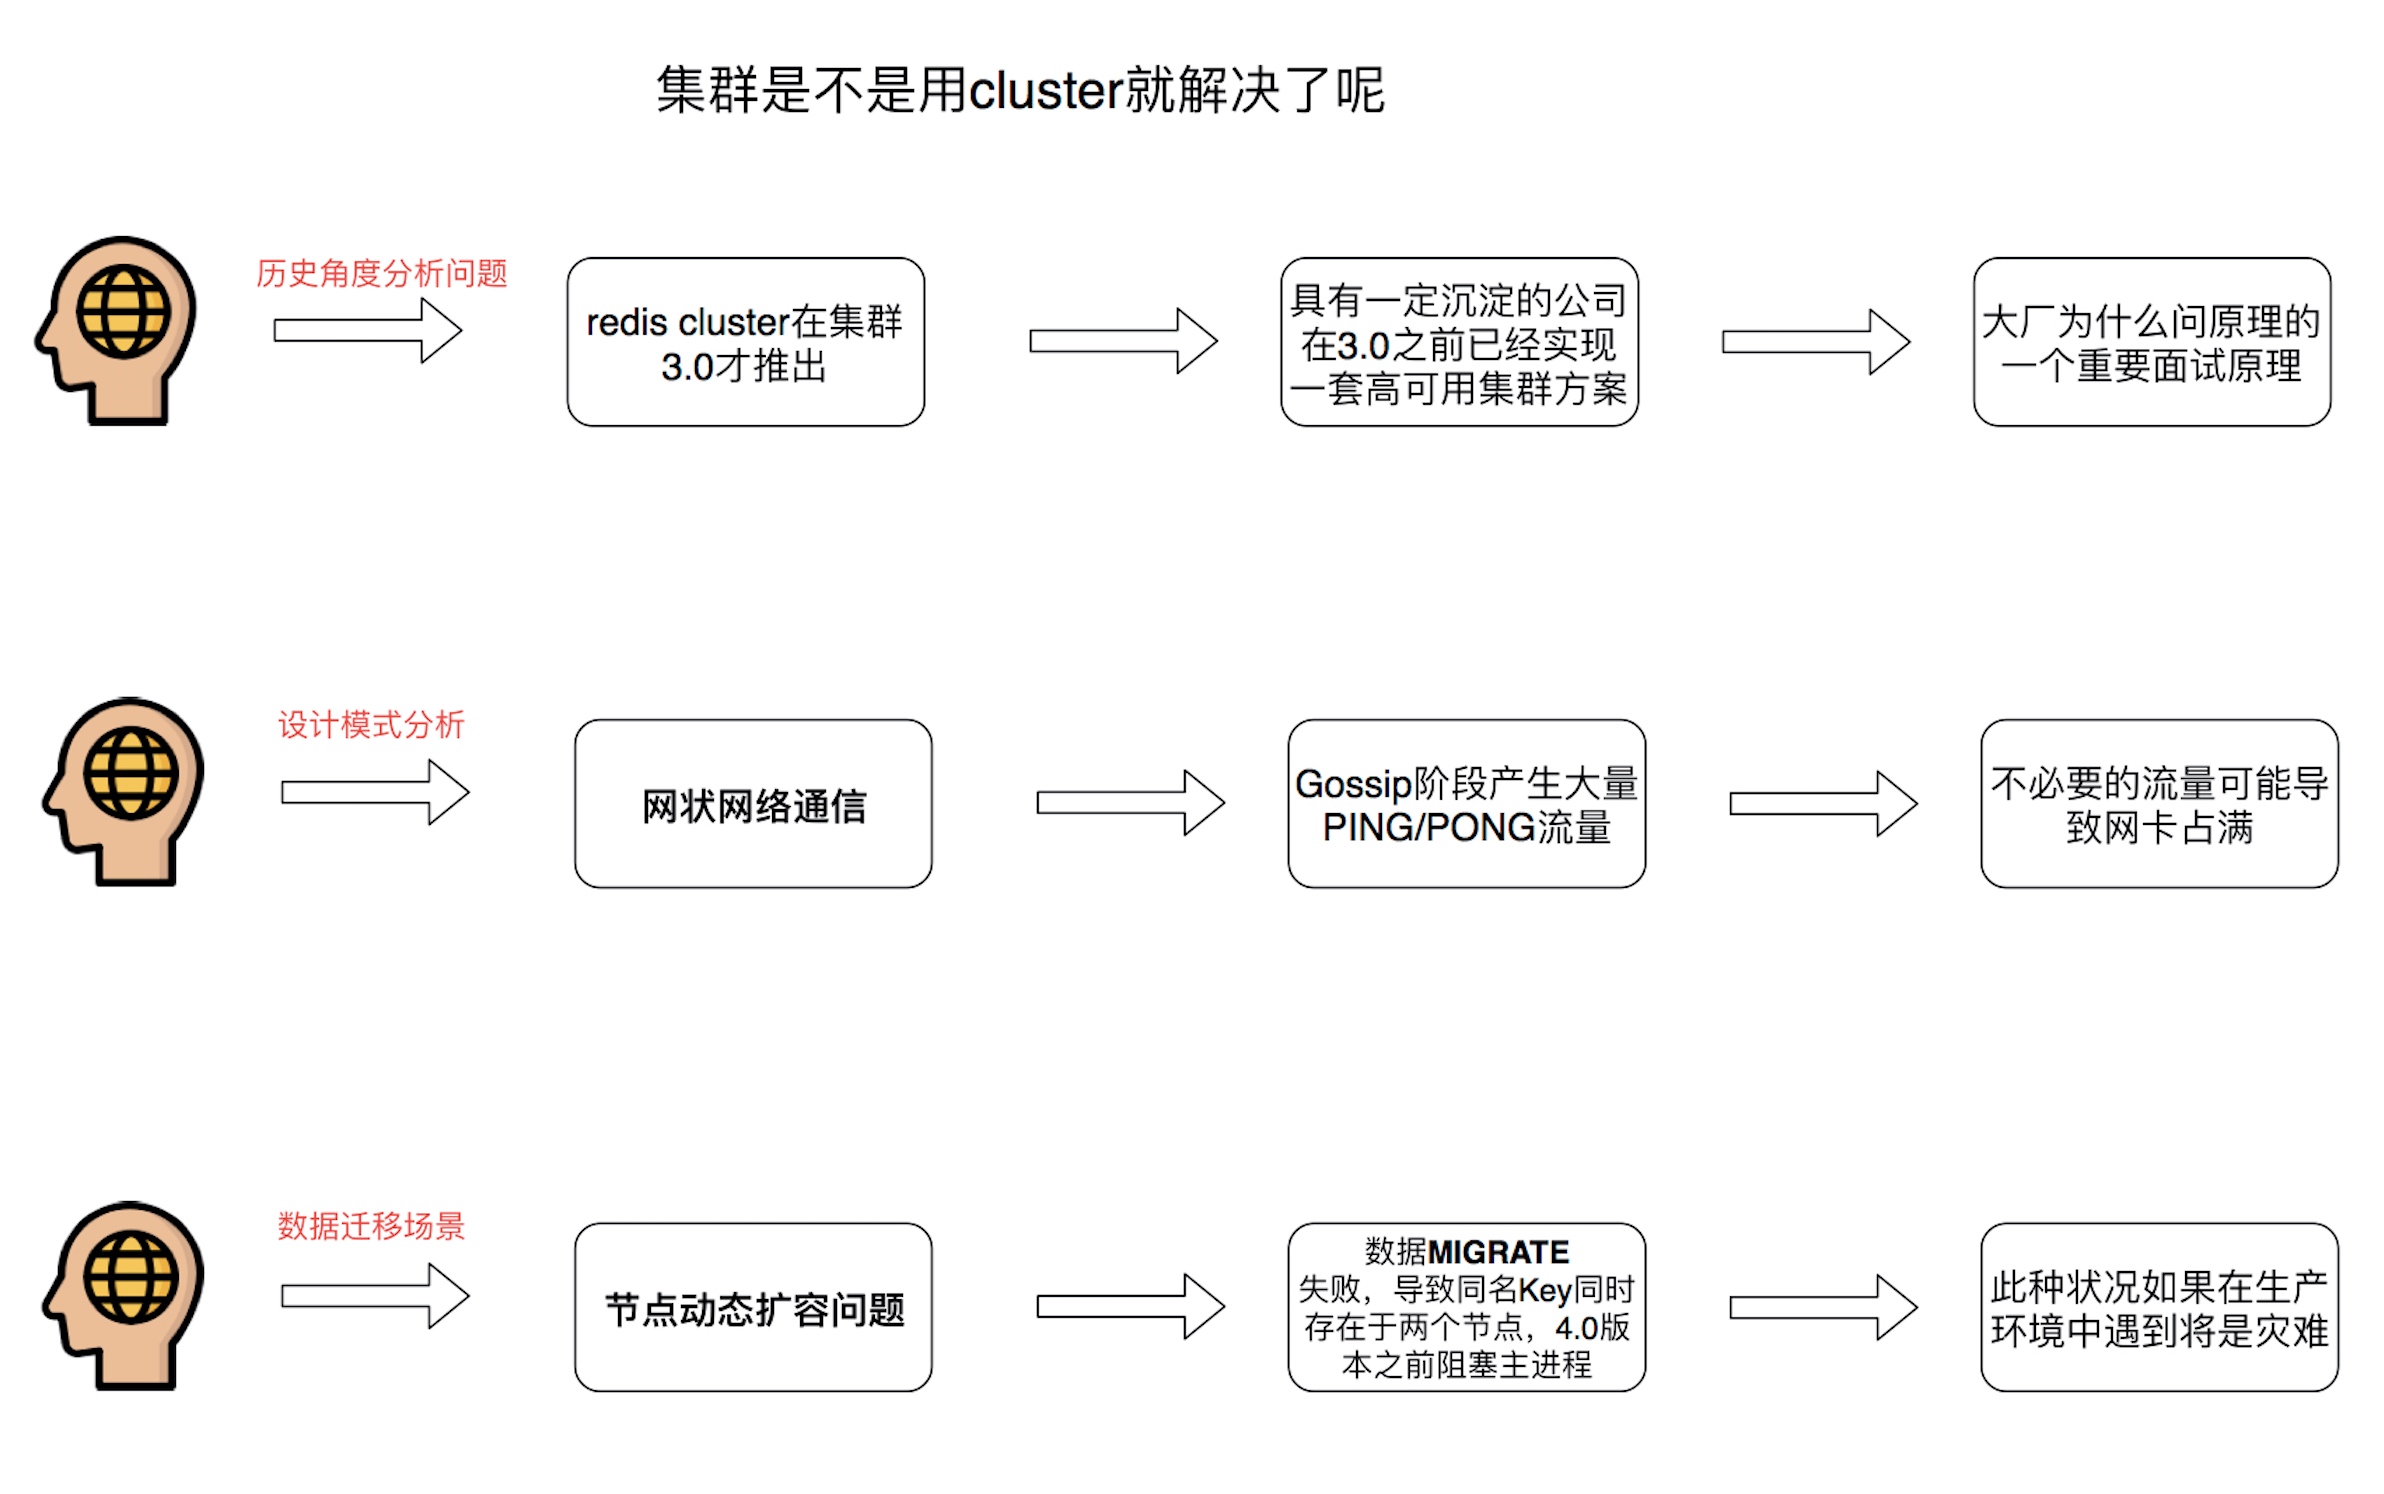 集群是不是用cluster就解决了呢
历史角度分析问题
redis cluster在集群
3.0才推出
具有一定沉淀的公司
在3.0之前已经实现
一套高可用集群方案
大厂为什么问原理的
一个重要面试原理
设计模式分析
网状网络通信
Gossip阶段产生大量
PING/PONG流量
不必要的流量可能导
致网卡占满
数据迁移场景
节点动态扩容问题
数据MIGRATE
失败，导致同名Key同时
存在于两个节点，4.0版
本之前阻塞主进程
此种状况如果在生产
环境中遇到将是灾难